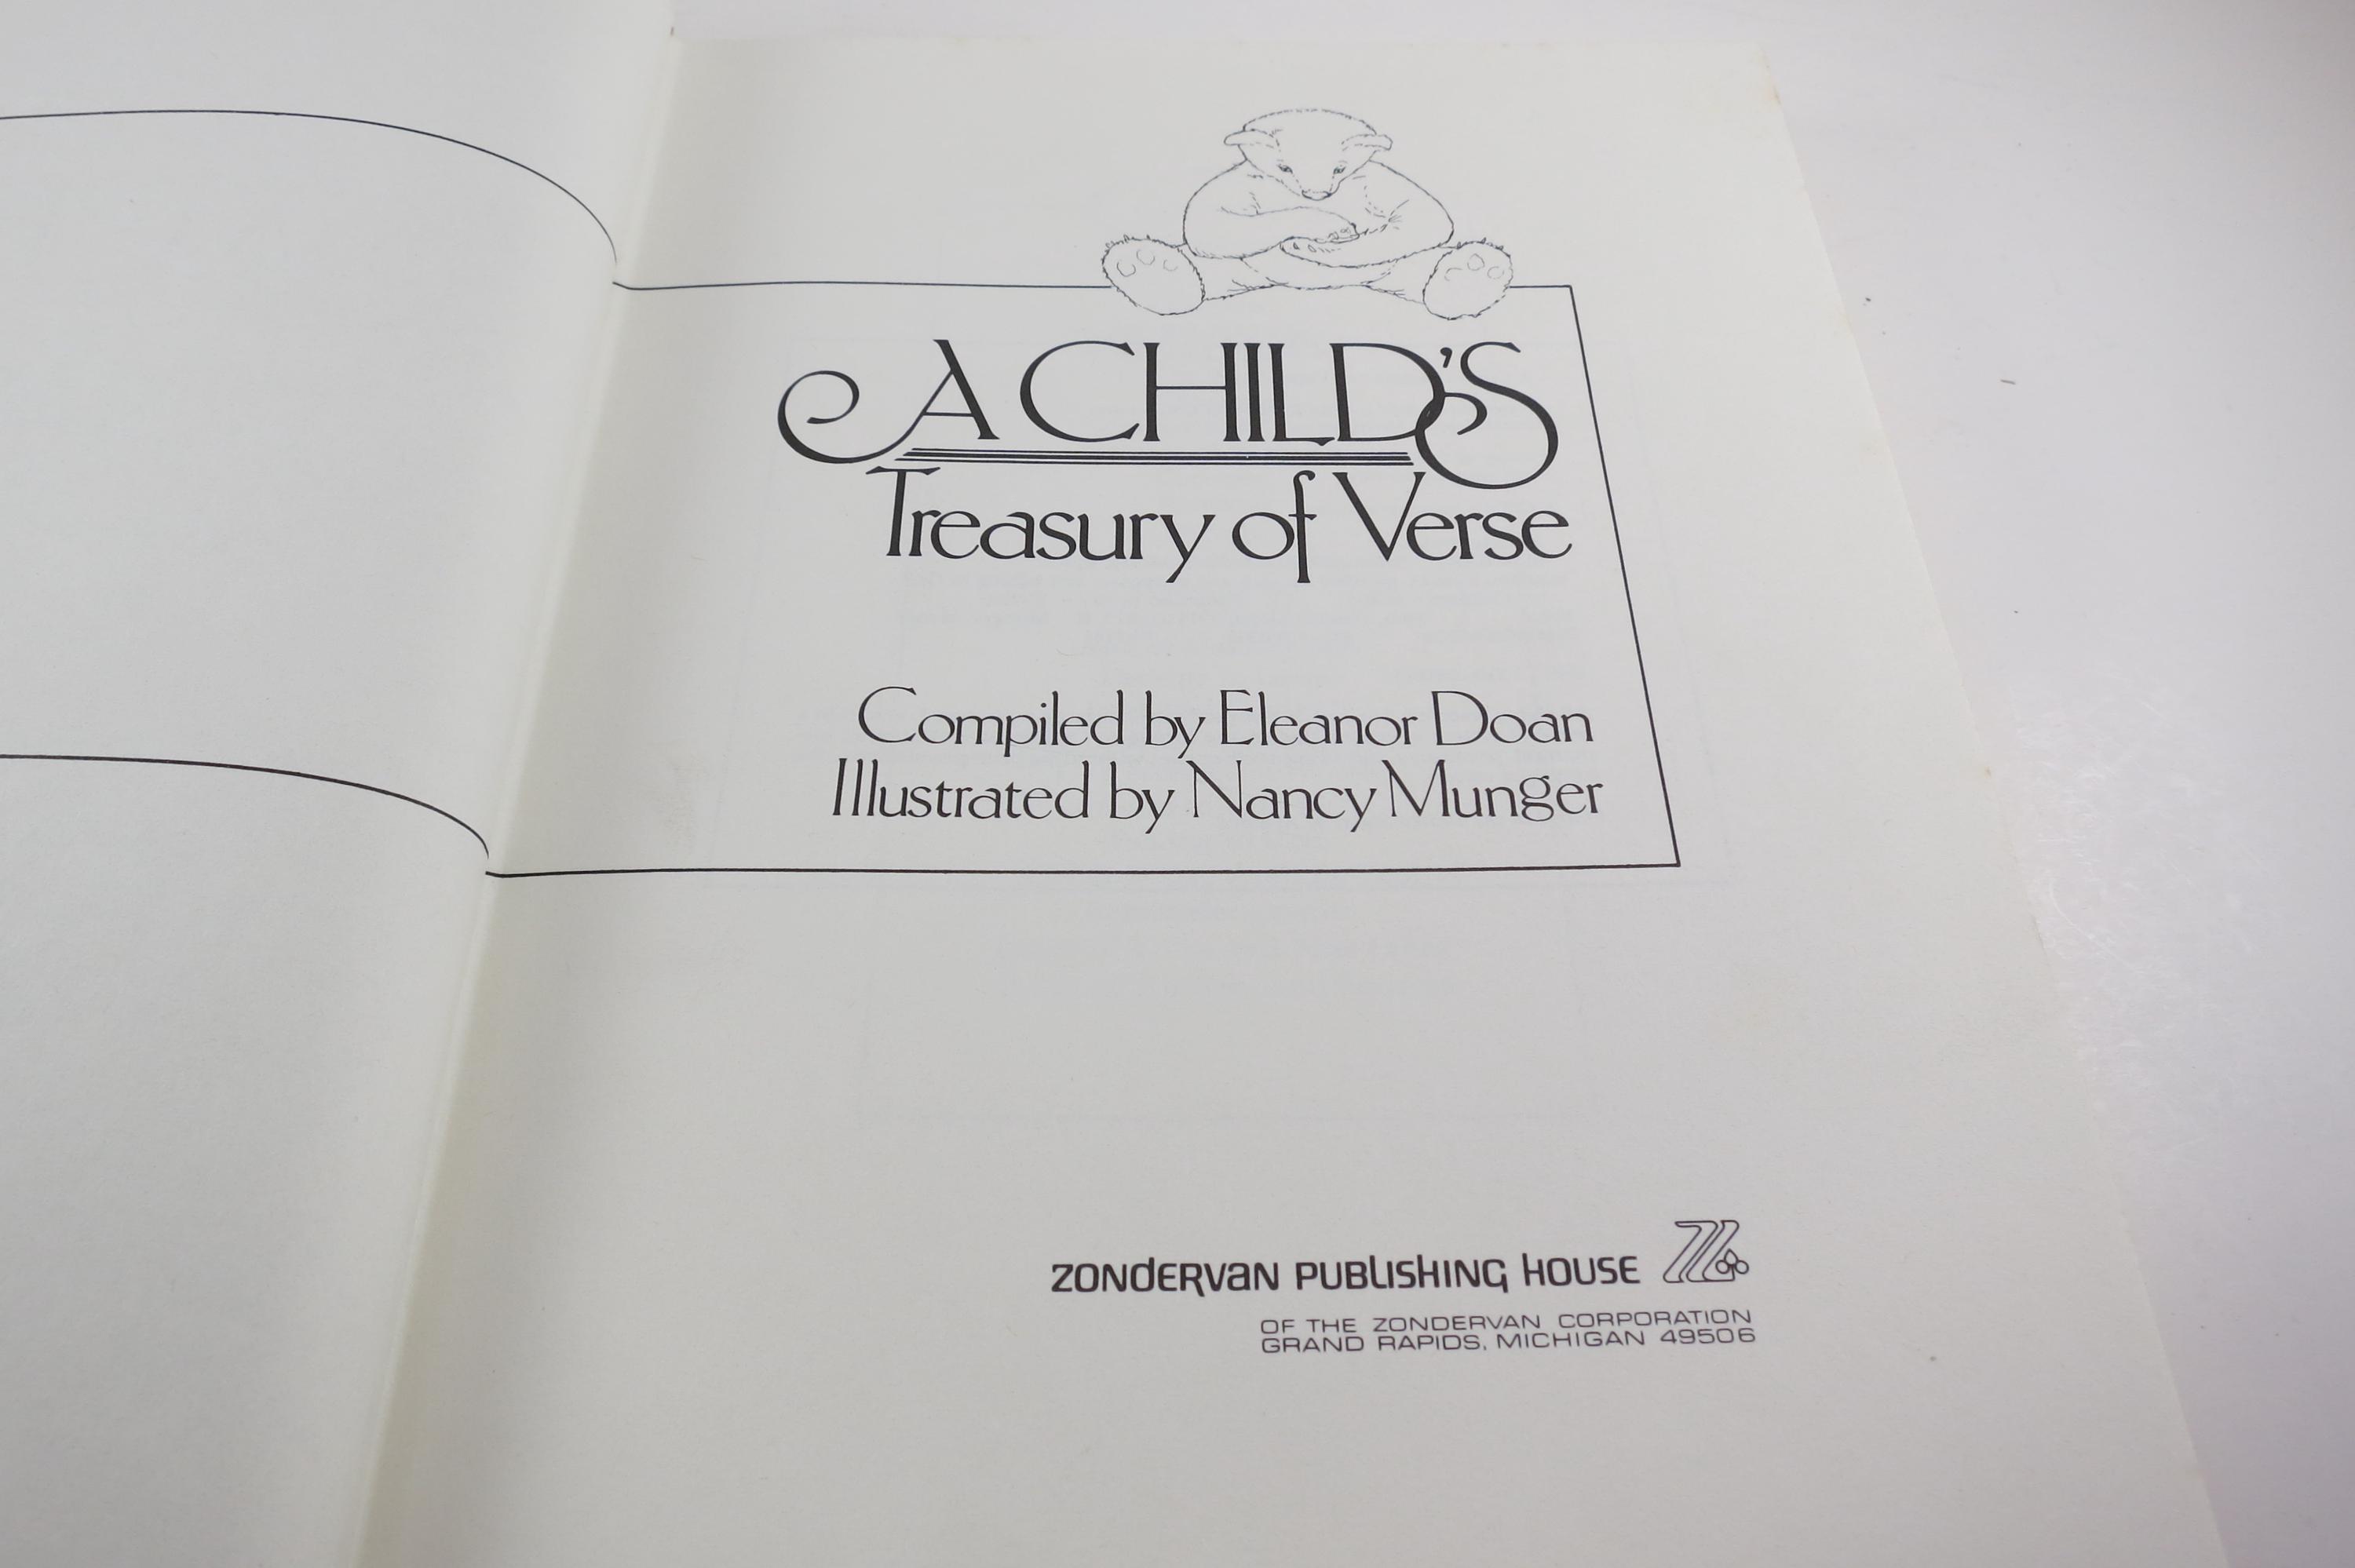 A CHILD'S
Treasury of Verse
Compiled by Eleanor Doan
Illustrated by Nancy Munger
ZONDERVAN PUBLISHING HOUSE
OF THE ZONDERVAN CORPORATION
GRAND RAPIDS, MICHIGAN 49506